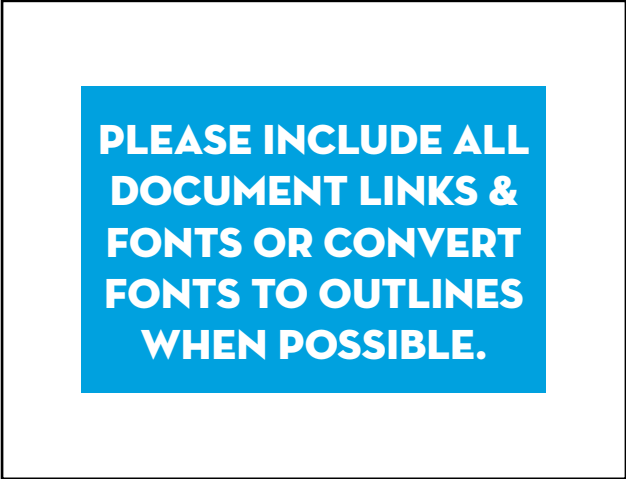 PLEASE INCLUDE ALL
DOCUMENT LINKS &
FONTS OR CONVERT
FONTS TO OUTLINES
WHEN POSSIBLE.